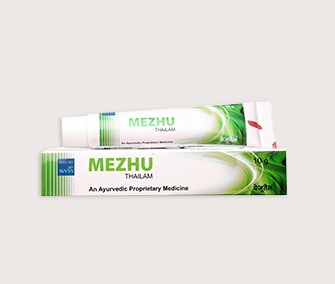 MEZHU
THAILAM
An Ayurvedic Proprietary Medicine
MEZHU
THAILAM
An Ayurvedic Proprietary Medicine
10 g